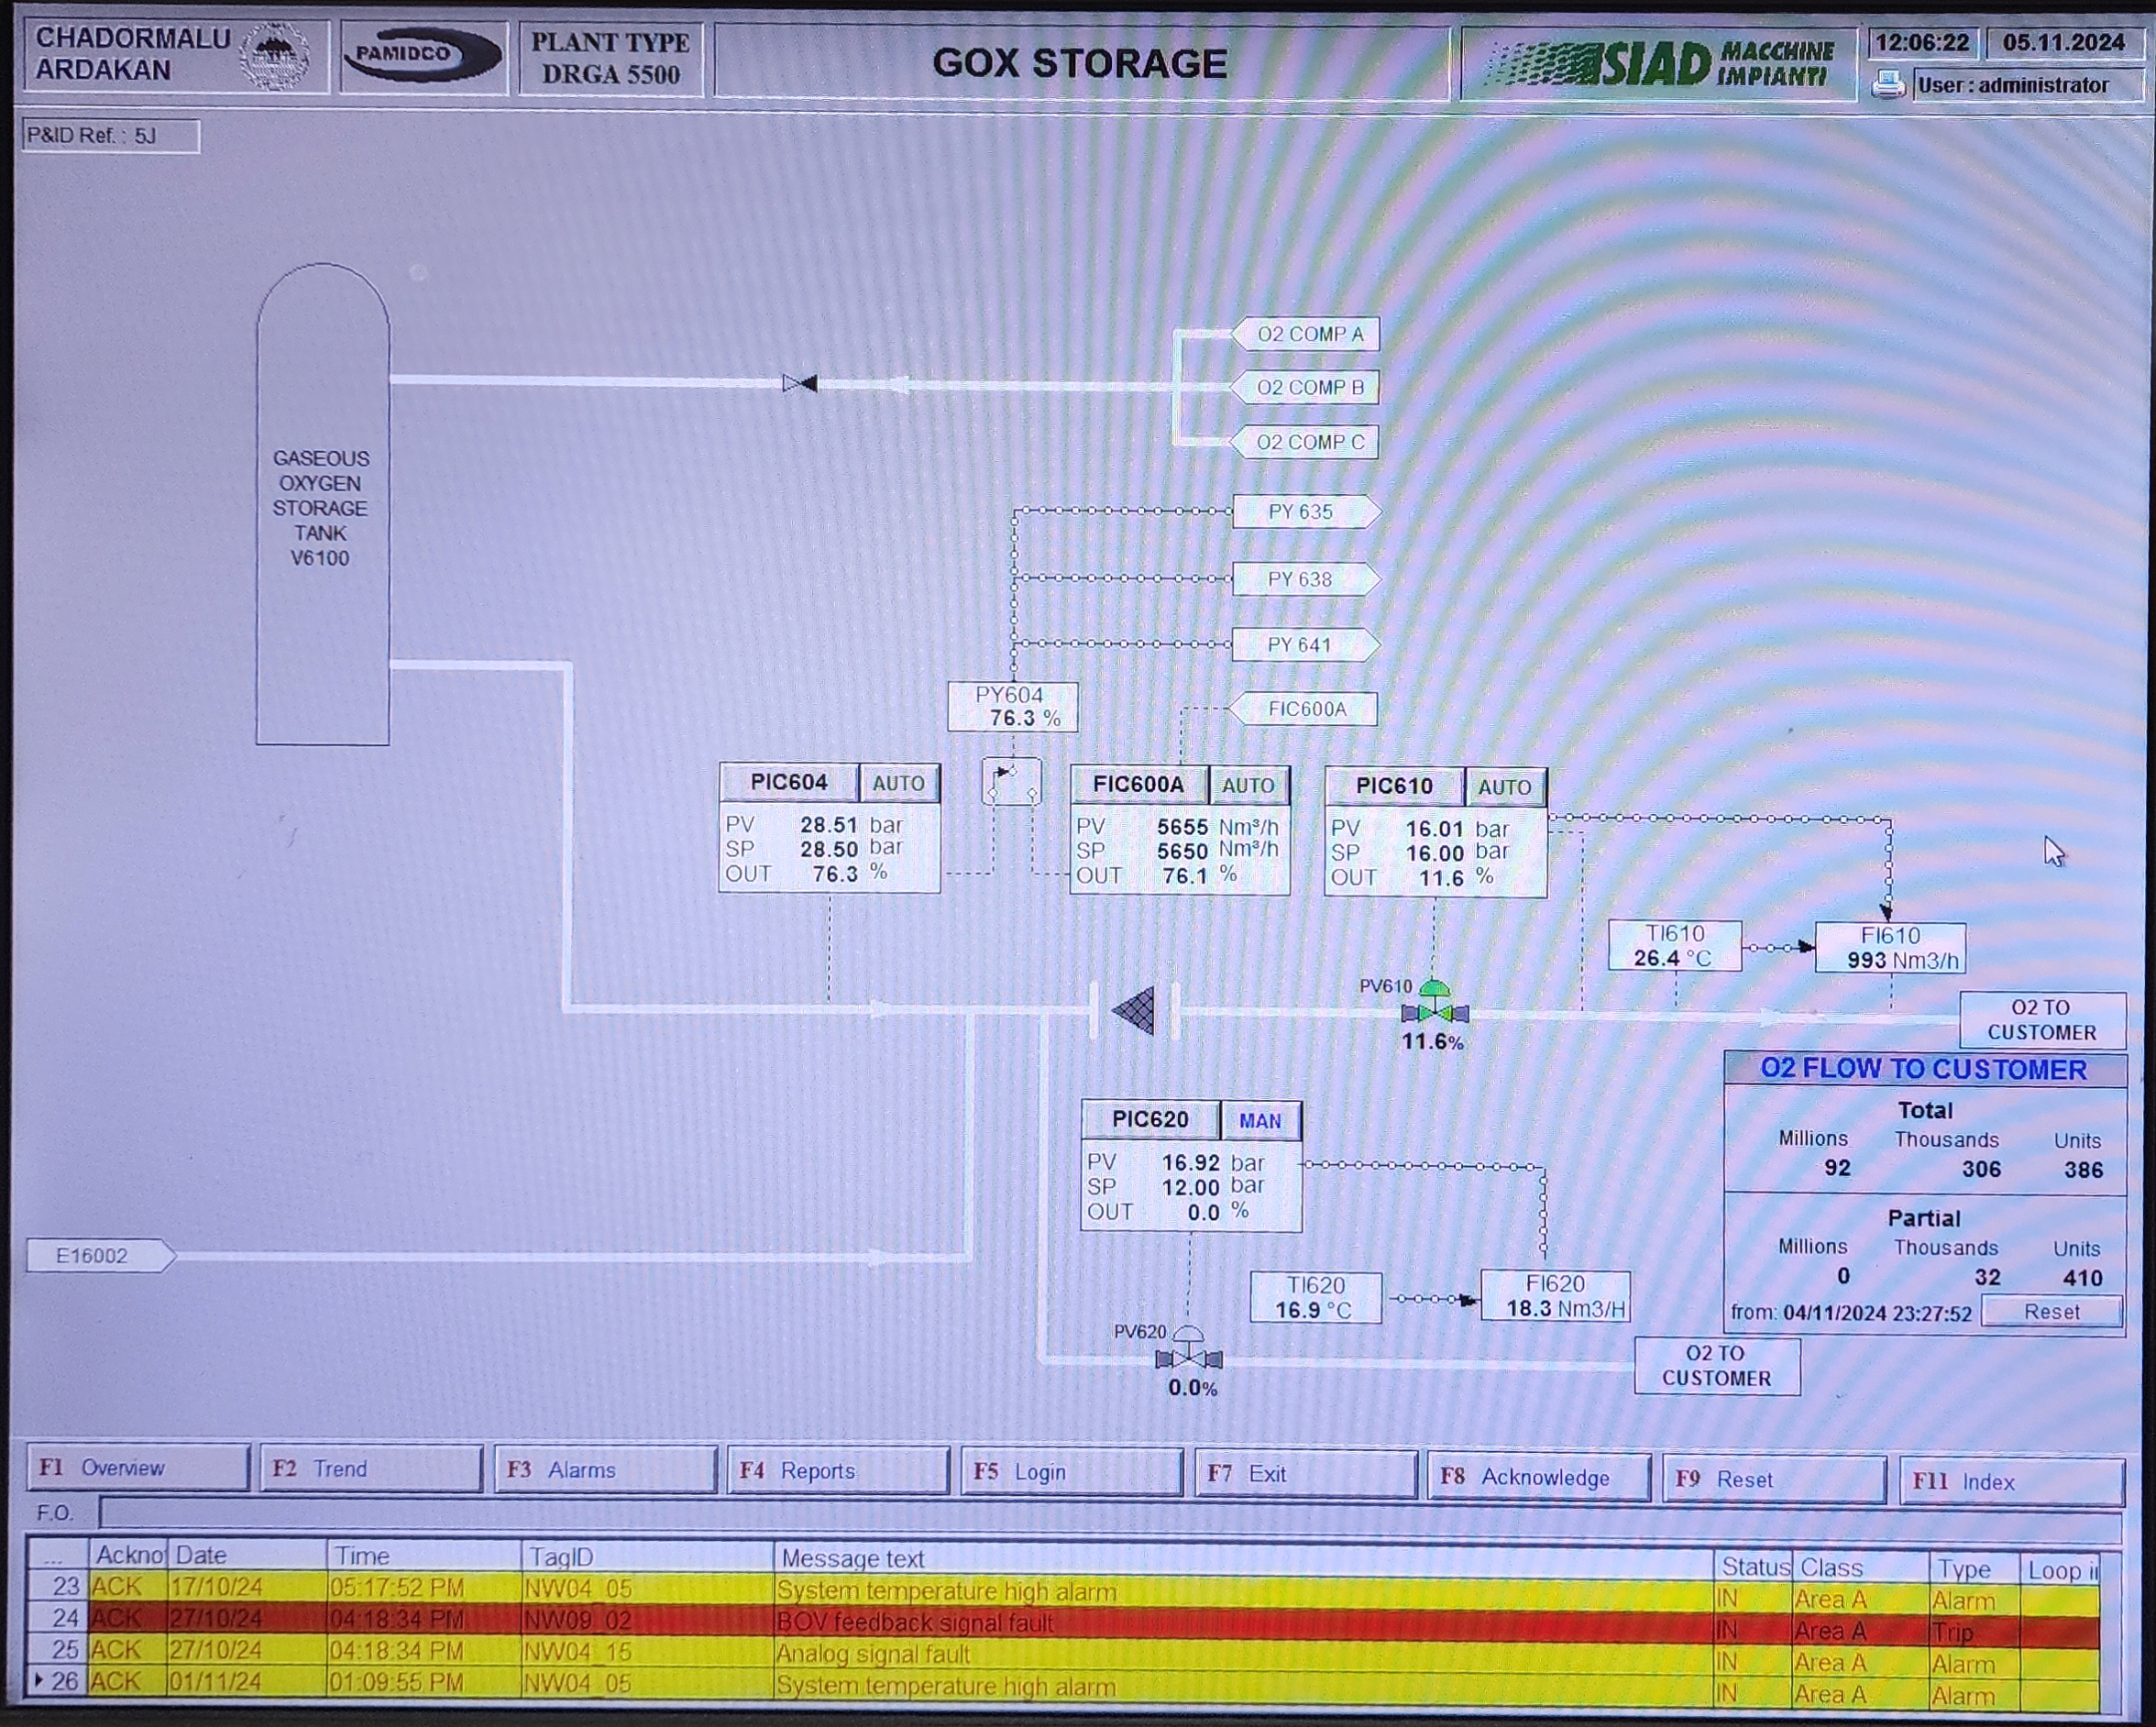 CHADORMALU
ARDAKAN
PAMIDCO
PLANT TYPE
DRGA 5500
GOX STORAGE
SIAD MACCHINE
IMPIANTI
12:06:22 05.11.2024
User : administrator
P&ID Ref. : 5J
GASEOUS
OXYGEN
STORAGE
TANK
V6100
O2 COMP A
O2 COMP B
O2 COMP C
PY 635
PY 638
PY 641
PY604
76.3 %
FIC600A
PIC604 AUTO
PV 28.51 bar
SP 28.50 bar
OUT 76.3 %
FIC600A AUTO
PV 5655 Nm³/h
SP 5650 Nm³/h
OUT 76.1 %
PIC610 AUTO
PV 16.01 bar
SP 16.00 bar
OUT 11.6 %
TI610
26.4 °C
FI610
993 Nm3/h
PV610
11.6%
O2 TO
CUSTOMER
O2 FLOW TO CUSTOMER
Total
Millions Thousands Units
92 306 386
Partial
Millions Thousands Units
0 32 410
from: 04/11/2024 23:27:52 Reset
PIC620 MAN
PV 16.92 bar
SP 12.00 bar
OUT 0.0 %
E16002
TI620
16.9 °C
FI620
18.3 Nm3/H
PV620
0.0%
O2 TO
CUSTOMER
F1 Overview F2 Trend F3 Alarms F4 Reports F5 Login F7 Exit F8 Acknowledge F9 Reset F11 Index
F.O.
... Ackno Date Time TagID Message text Status Class Type Loop i
23 ACK 17/10/24 05:17:52 PM NW04_05 System temperature high alarm IN Area A Alarm
24 ACK 27/10/24 04:18:34 PM NW09_02 BOV feedback signal fault IN Area A Trip
25 ACK 27/10/24 04:18:34 PM NW04_15 Analog signal fault IN Area A Alarm
26 ACK 01/11/24 01:09:55 PM NW04_05 System temperature high alarm IN Area A Alarm